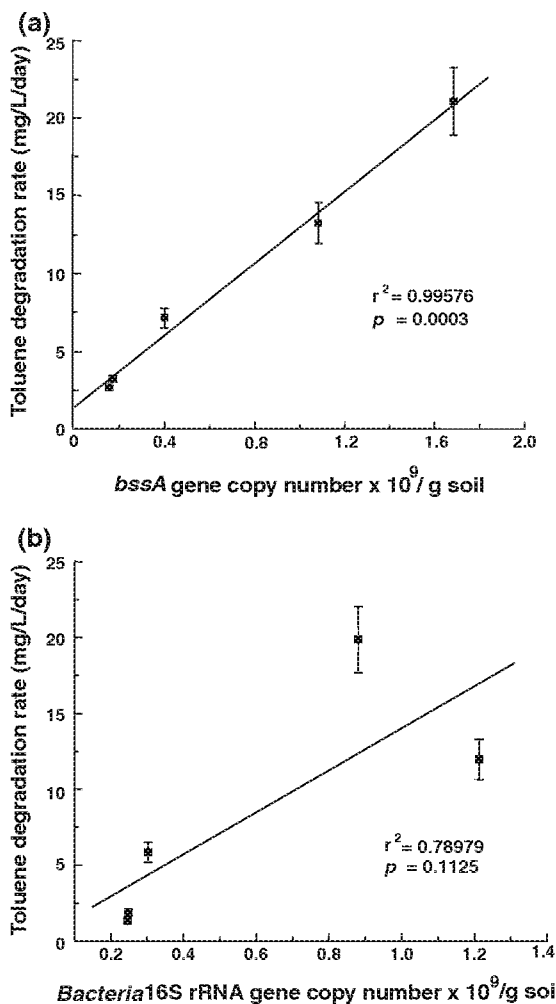 (a)
Toluene degradation rate (mg/L/day)
25
20
15
10
5
0
r² = 0.99576
p = 0.0003
0 0.4 0.8 1.2 1.6 2.0
bssA gene copy number x 10⁹/ g soil
(b)
Toluene degradation rate (mg/L/day)
25
20
15
10
5
0
r² = 0.78979
p = 0.1125
0.2 0.4 0.6 0.8 1.0 1.2 1.4
Bacteria 16S rRNA gene copy number x 10⁹/g soil